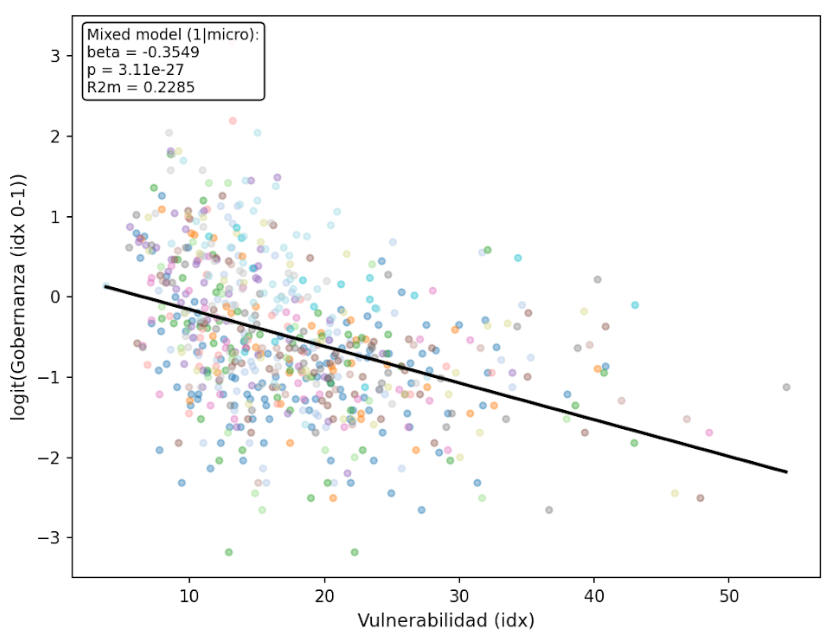 Mixed model (1|micro):
beta = -0.3549
p = 3.11e-27
R2m = 0.2285
logit(Gobernanza (idx 0-1))
3
2
1
0
−1
−2
−3
10 20 30 40 50
Vulnerabilidad (idx)